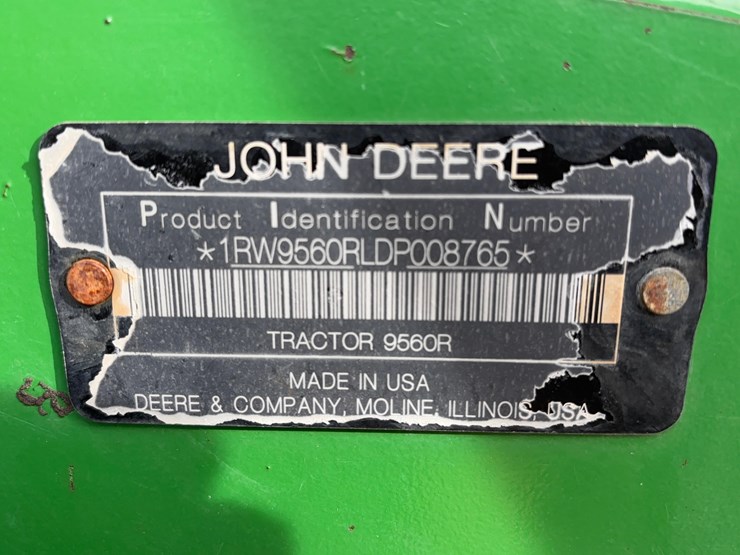 JOHN DEERE
Product Identification Number
*1RW9560RLDP008765*
TRACTOR 9560R
MADE IN USA
DEERE & COMPANY, MOLINE, ILLINOIS, USA